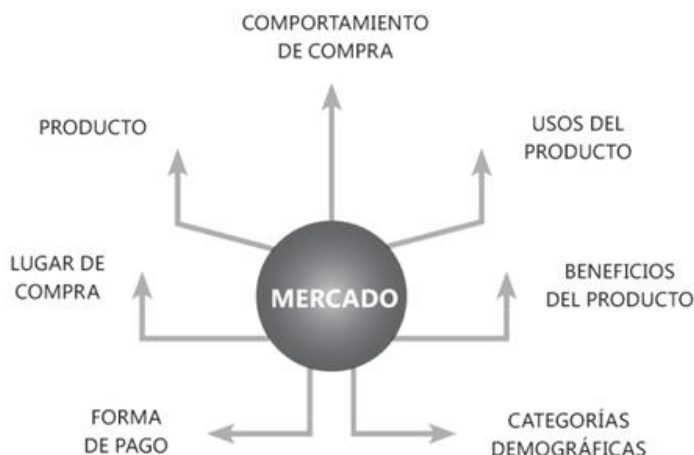 COMPORTAMIENTO
DE COMPRA
PRODUCTO
USOS DEL
PRODUCTO
LUGAR DE
COMPRA
MERCADO
BENEFICIOS
DEL PRODUCTO
FORMA
DE PAGO
CATEGORÍAS
DEMOGRÁFICAS